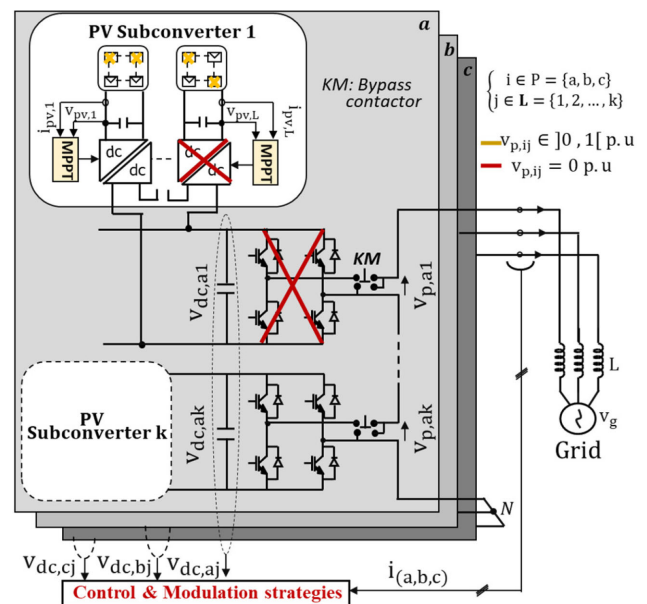 a
b
c
PV Subconverter 1
KM: Bypass
contactor
i ∈ P = {a,b,c}
j ∈ L = {1, 2, ..., k}
v_p,ij ∈ ]0 , 1[ p. u
v_p,ij = 0 p. u
i_pv,1
v_pv,1
v_pv,L
i_pv,L
MPPT
dc
dc
dc
dc
MPPT
KM
v_dc,a1
v_p,a1
L
v_g
Grid
PV
Subconverter k
v_dc,ak
v_p,ak
N
v_dc,cj
v_dc,bj
v_dc,aj
i_(a,b,c)
Control & Modulation strategies